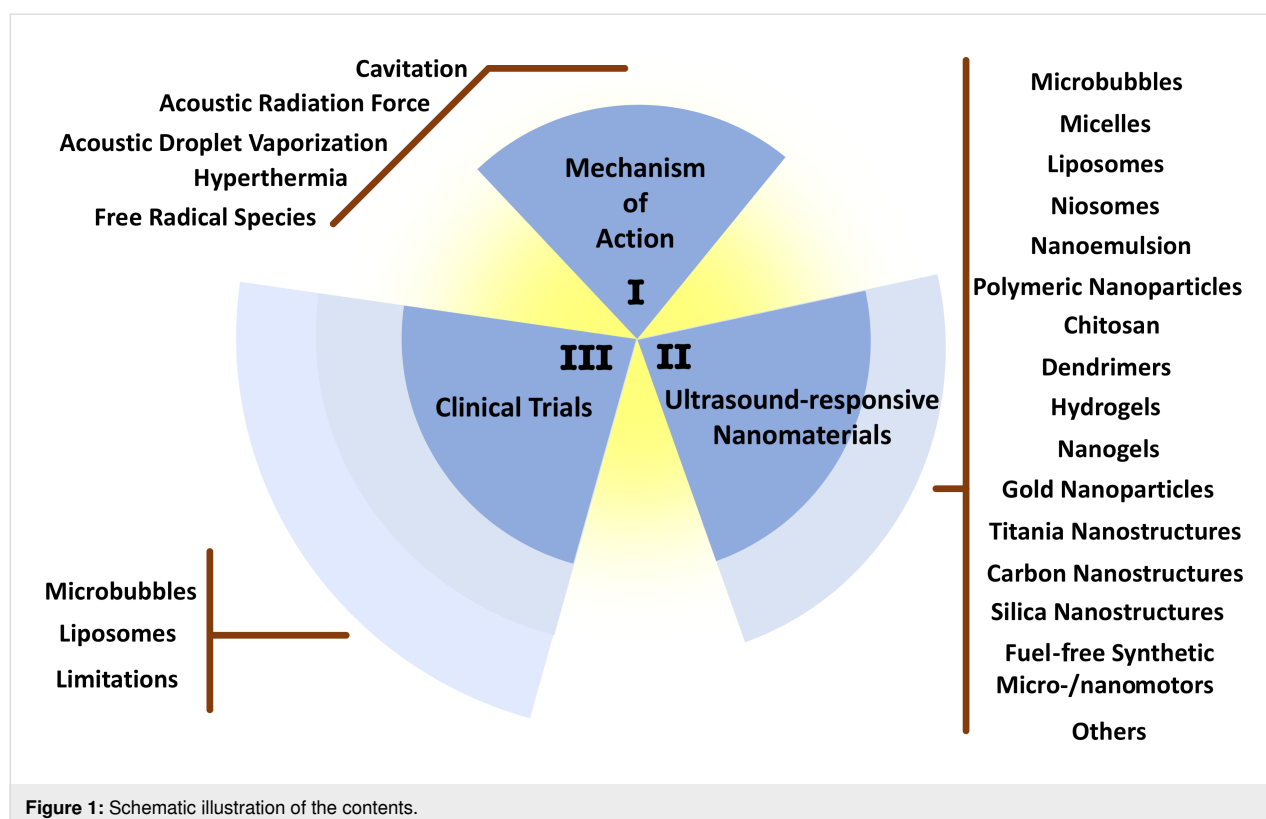 Cavitation
Acoustic Radiation Force
Acoustic Droplet Vaporization
Hyperthermia
Free Radical Species
Mechanism
of
Action
I
III
Clinical Trials
II
Ultrasound-responsive
Nanomaterials
Microbubbles
Liposomes
Limitations
Microbubbles
Micelles
Liposomes
Niosomes
Nanoemulsion
Polymeric Nanoparticles
Chitosan
Dendrimers
Hydrogels
Nanogels
Gold Nanoparticles
Titania Nanostructures
Carbon Nanostructures
Silica Nanostructures
Fuel-free Synthetic
Micro-/nanomotors
Others
Figure 1: Schematic illustration of the contents.